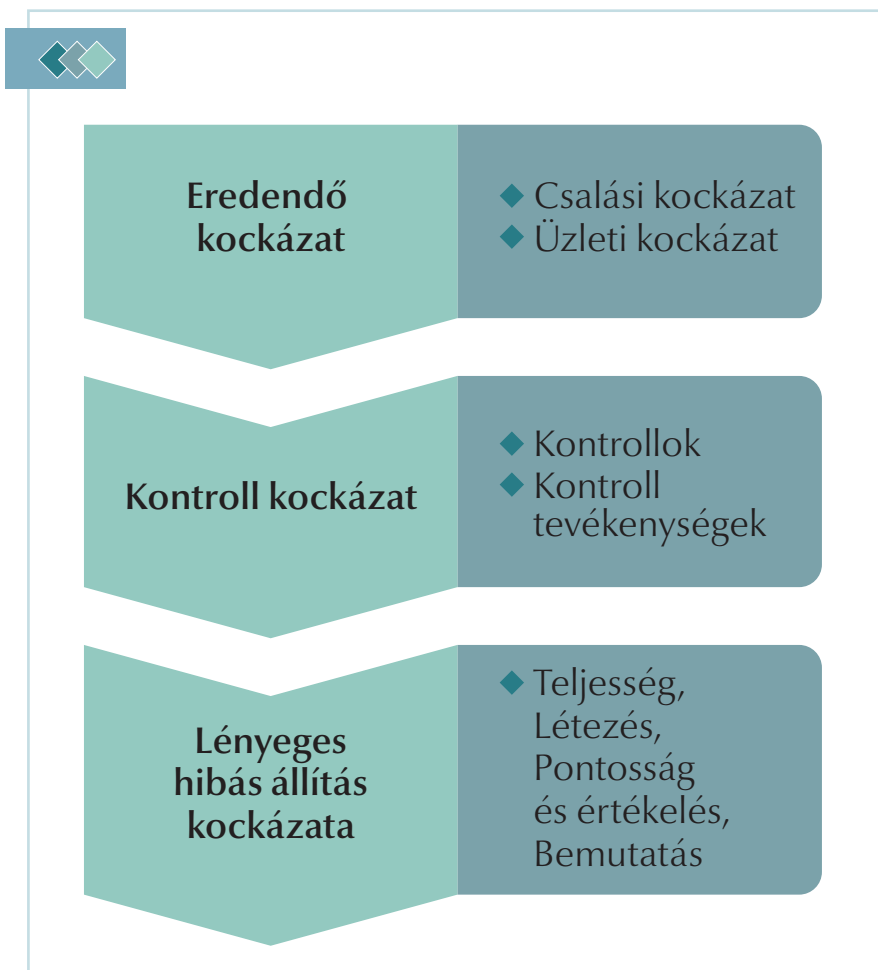 Eredendő
kockázat
Csalási kockázat
Üzleti kockázat
Kontroll kockázat
Kontrollok
Kontroll
tevékenységek
Lényeges
hibás állítás
kockázata
Teljesség,
Létezés,
Pontosság
és értékelés,
Bemutatás